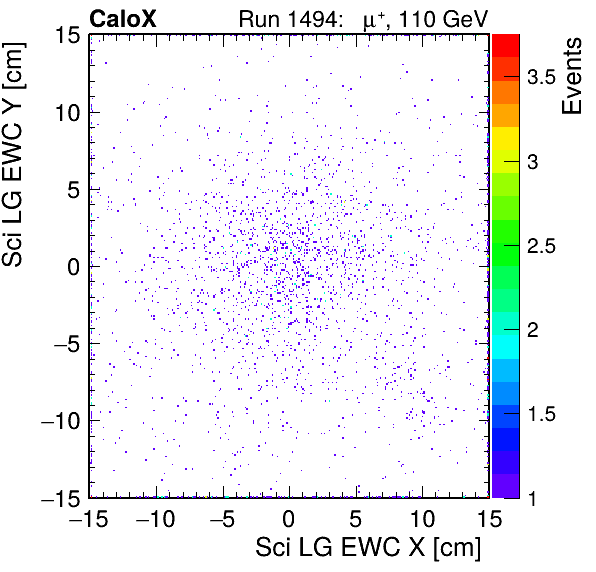 CaloX Run 1494: μ⁺, 110 GeV
Sci LG EWC Y [cm]
15
10
5
0
−5
−10
−15
−15 −10 −5 0 5 10 15
Sci LG EWC X [cm]
Events
3.5
3
2.5
2
1.5
1